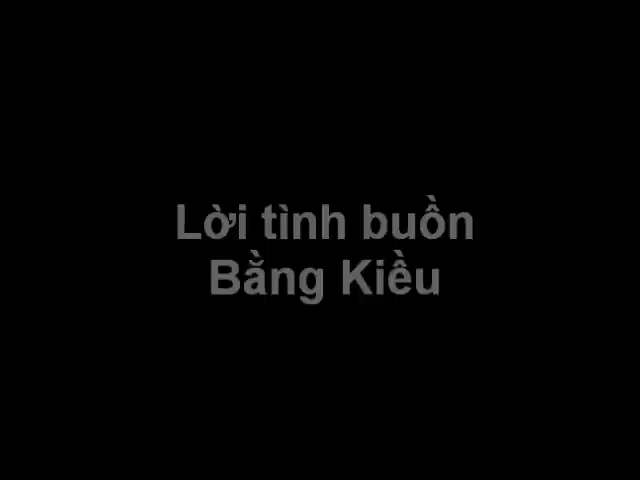 Lời tình buồn
Bằng Kiều